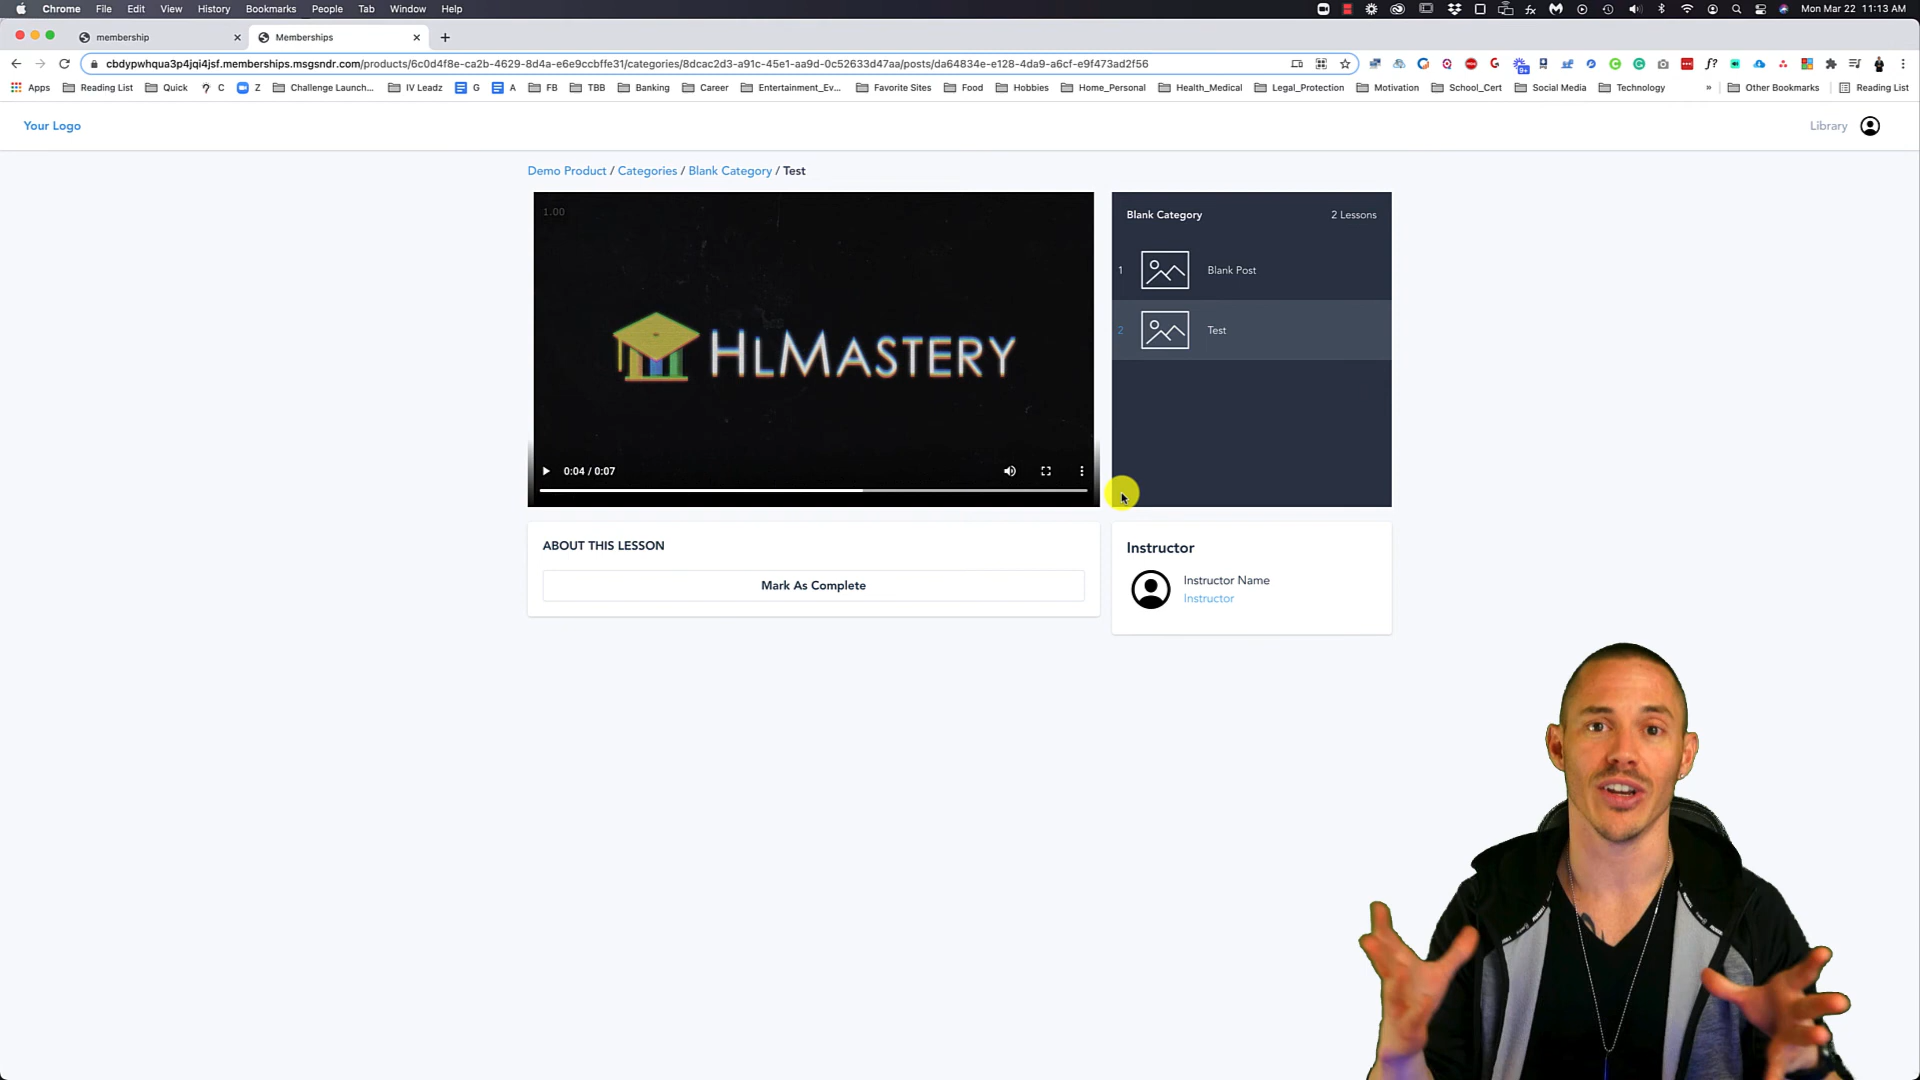 Chrome File Edit View History Bookmarks People Tab Window Help
Mon Mar 22 11:13 AM
membership
Memberships
cbdypwhqua3p4jqi4jsf.memberships.msgsndr.com/products/6c0d4f8e-ca2b-4629-8d4a-e6e9ccbffe31/categories/8dcac2d3-a91c-45e1-aa9d-0c52633d47aa/posts/da64834e-e128-4da9-a6cf-e9f473ad2f56
Apps Reading List Quick C Z Challenge Launch... IV Leadz G A FB TBB Banking Career Entertainment_Ev... Favorite Sites Food Hobbies Home_Personal Health_Medical Legal_Protection Motivation School_Cert Social Media Technology » Other Bookmarks Reading List
Your Logo
Library
Demo Product / Categories / Blank Category / Test
1.00
HLMASTERY
0:04 / 0:07
Blank Category 2 Lessons
1 Blank Post
2 Test
ABOUT THIS LESSON
Mark As Complete
Instructor
Instructor Name
Instructor